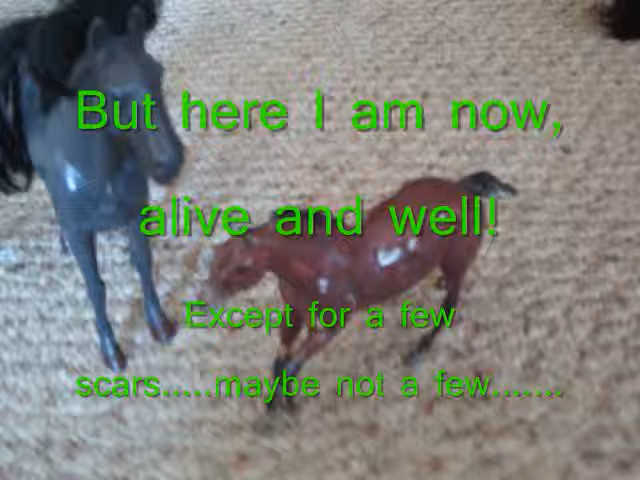 But here I am now,
alive and well!
Except for a few
scars.....maybe not a few.......